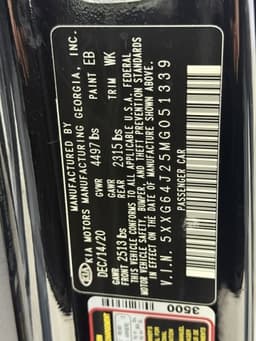 MANUFACTURED BY
KIA MOTORS MANUFACTURING GEORGIA, INC.
KIA
DEC/14/20 GVWR 4497 lbs PAINT EB
GAWR GAWR
FRONT 2513 lbs REAR 2315 lbs TRIM WK
THIS VEHICLE CONFORMS TO ALL APPLICABLE U.S.A. FEDERAL
MOTOR VEHICLE SAFETY, BUMPER, AND THEFT PREVENTION STANDARDS
IN EFFECT ON THE DATE OF MANUFACTURE SHOWN ABOVE.
V.I.N. 5XXG64J25MG051339
PASSENGER CAR
3500